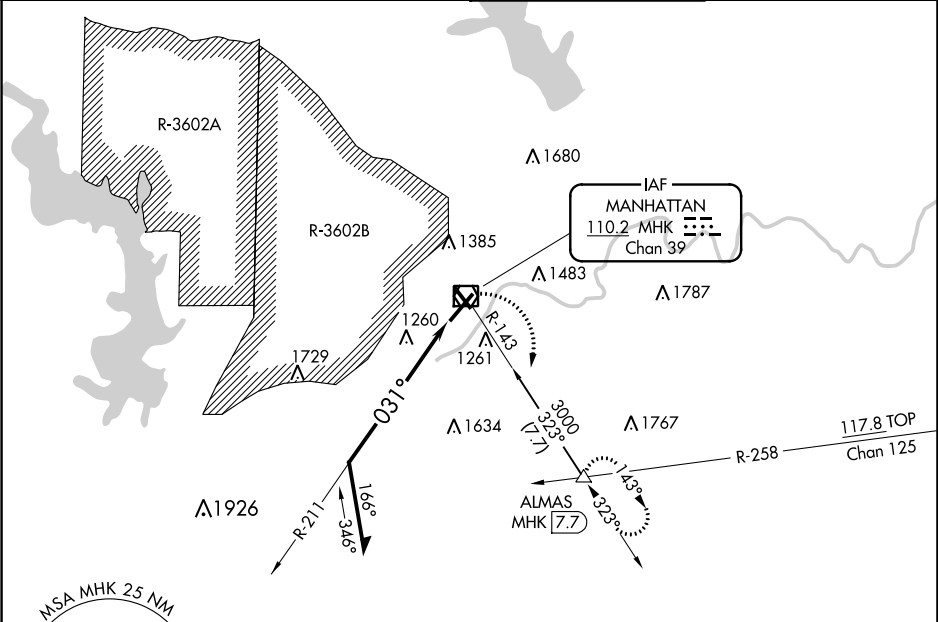 R-3602A
R-3602B
1680
IAF
MANHATTAN
110.2 MHK
Chan 39
1385
1483
1787
1260
R-143
1261
1729
031°
3000
323°
(7.7)
1634
1767
117.8 TOP
Chan 125
R-258
ALMAS
MHK 7.7
143°
323°
1926
R-211
166°
346°
MSA MHK 25 NM